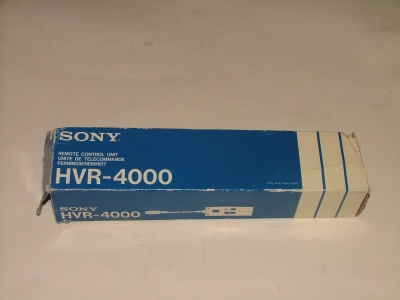 SONY
REMOTE CONTROL UNIT
UNITE DE TELECOMMANDE
FERNBEDIENEINHEIT
HVR-4000
SONY
HVR-4000